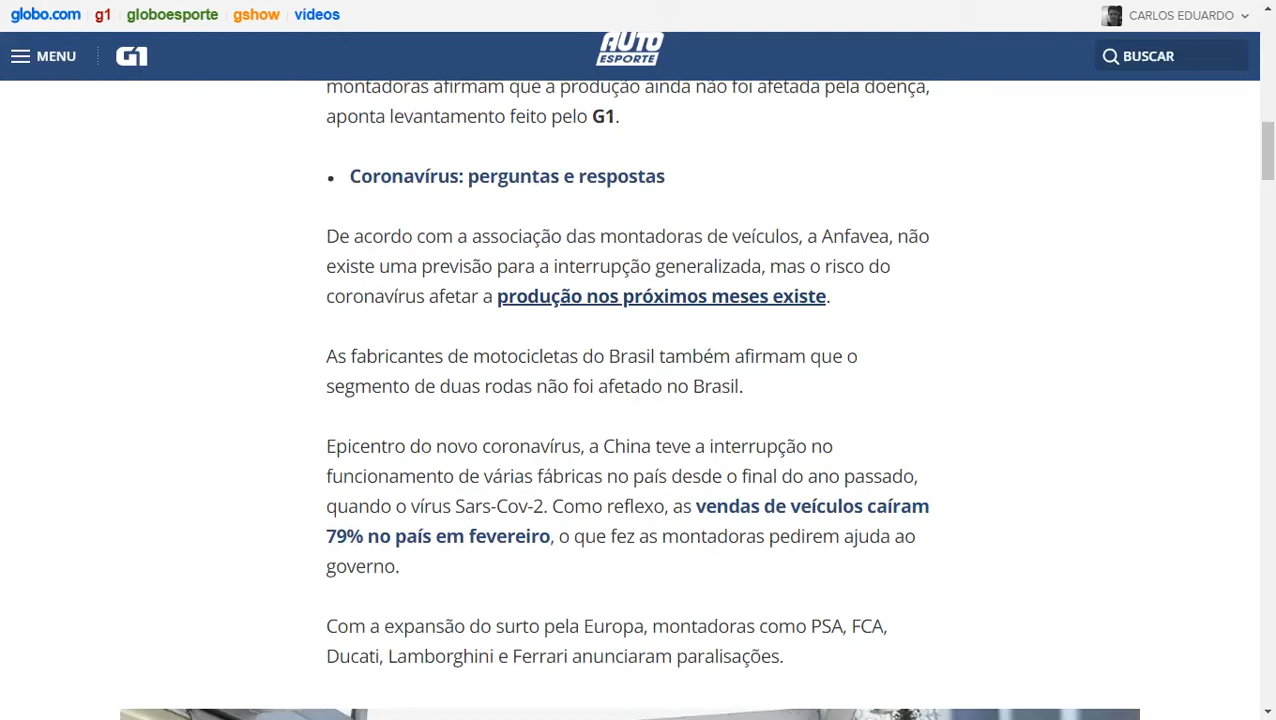 globo.com g1 globoesporte gshow vídeos CARLOS EDUARDO
MENU G1 AUTO ESPORTE BUSCAR
montadoras afirmam que a produção ainda não foi afetada pela doença,
aponta levantamento feito pelo G1.
• Coronavírus: perguntas e respostas
De acordo com a associação das montadoras de veículos, a Anfavea, não
existe uma previsão para a interrupção generalizada, mas o risco do
coronavírus afetar a produção nos próximos meses existe.
As fabricantes de motocicletas do Brasil também afirmam que o
segmento de duas rodas não foi afetado no Brasil.
Epicentro do novo coronavírus, a China teve a interrupção no
funcionamento de várias fábricas no país desde o final do ano passado,
quando o vírus Sars-Cov-2. Como reflexo, as vendas de veículos caíram
79% no país em fevereiro, o que fez as montadoras pedirem ajuda ao
governo.
Com a expansão do surto pela Europa, montadoras como PSA, FCA,
Ducati, Lamborghini e Ferrari anunciaram paralisações.